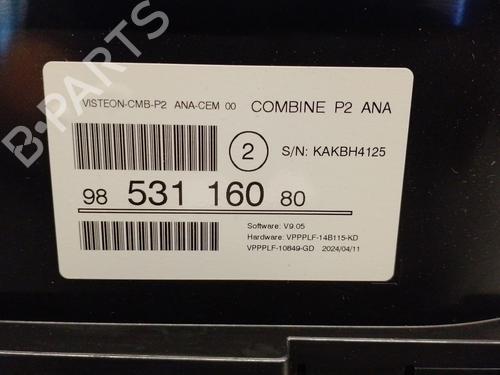 VISTEON-CMB-P2 ANA-CEM 00 COMBINE P2 ANA
2 S/N: KAKBH4125
98 531 160 80
Software: V9.05
Hardware: VPPPLF-14B115-KD
VPPPLF-10849-GD 2024/04/11
B-PARTS